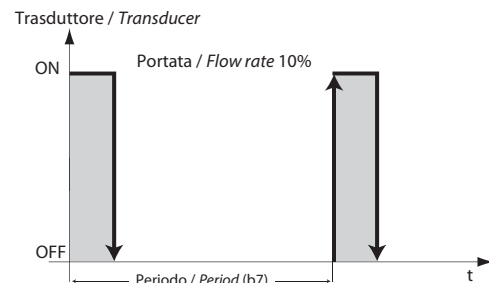 Trasduttore / Transducer
ON
Portata / Flow rate 10%
OFF
t
Periodo / Period (b7)